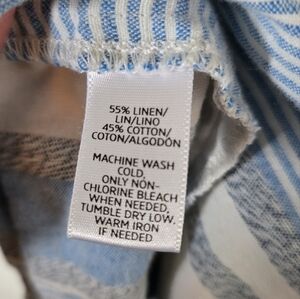 55% LINEN/
LIN/LINO
45% COTTON/
COTON/ALGODÓN
MACHINE WASH
COLD,
ONLY NON-
CHLORINE BLEACH
WHEN NEEDED,
TUMBLE DRY LOW,
WARM IRON
IF NEEDED